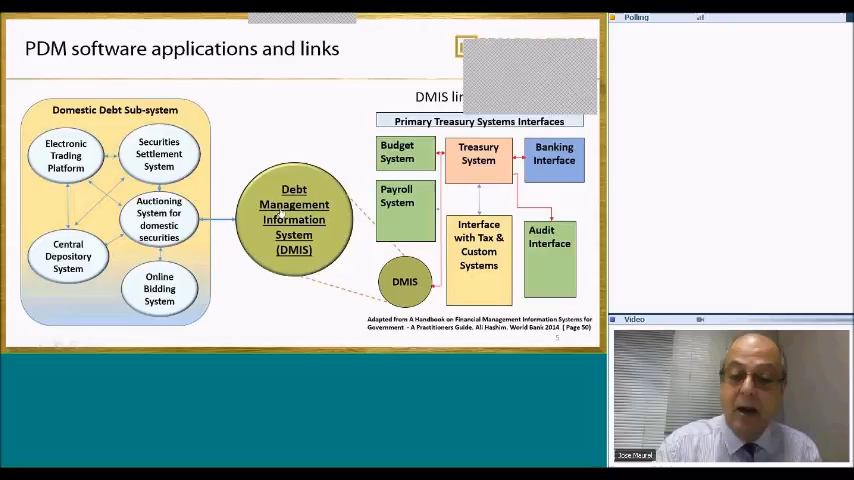 PDM software applications and links
Domestic Debt Sub-system
Electronic
Trading
Platform
Securities
Settlement
System
Auctioning
System for
domestic
securities
Central
Depository
System
Online
Bidding
System
Debt
Management
Information
System
(DMIS)
DMIS
Primary Treasury Systems Interfaces
Budget
System
Treasury
System
Banking
Interface
Payroll
System
Interface
with Tax &
Custom
Systems
Audit
Interface
DMIS
Adapted from A Handbook on Financial Management Information Systems for
Government - A Practitioners Guide. Ali Hashim. World Bank 2014 ( Page 50)
5
Polling
Video
Jose Maurel